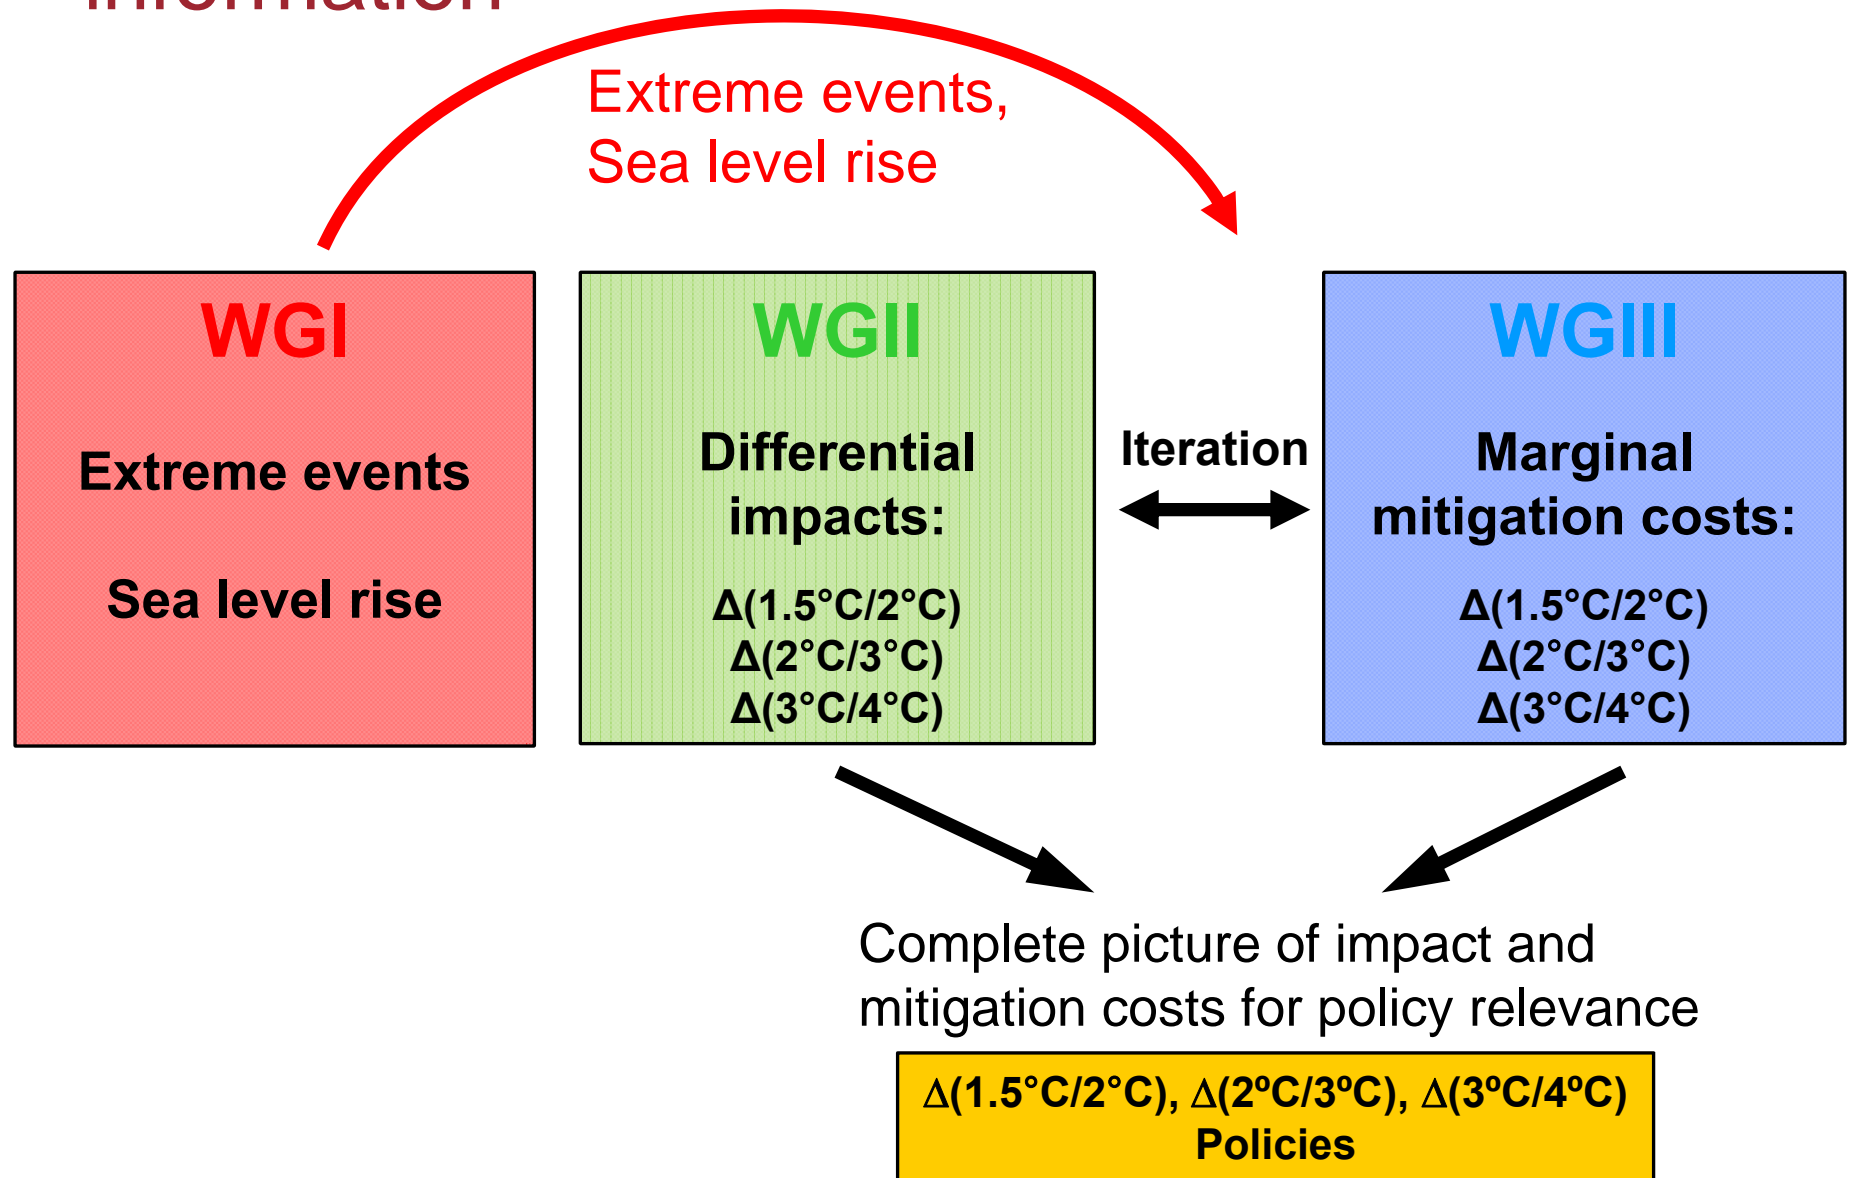 information
Extreme events,
Sea level rise
WGI
Extreme events
Sea level rise
WGII
Differential
impacts:
Δ(1.5°C/2°C)
Δ(2°C/3°C)
Δ(3°C/4°C)
Iteration
WGIII
Marginal
mitigation costs:
Δ(1.5°C/2°C)
Δ(2°C/3°C)
Δ(3°C/4°C)
Complete picture of impact and
mitigation costs for policy relevance
Δ(1.5°C/2°C), Δ(2ºC/3ºC), Δ(3ºC/4ºC)
Policies